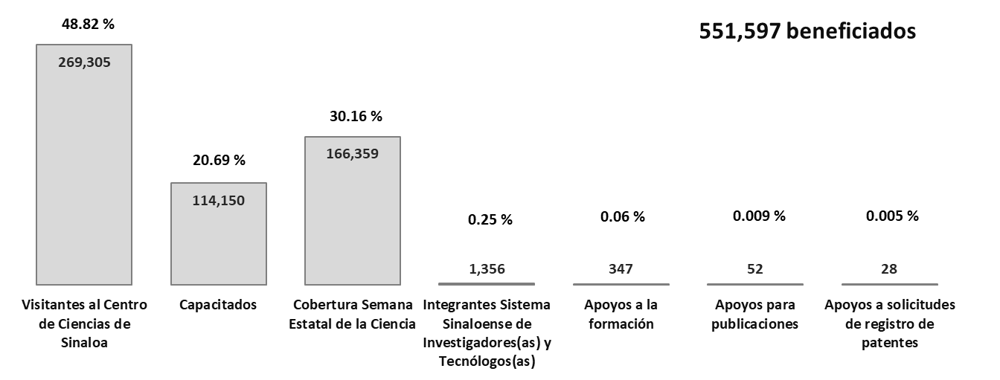 551,597 beneficiados
48.82 %
269,305
20.69 %
114,150
30.16 %
166,359
0.25 %
1,356
0.06 %
347
0.009 %
52
0.005 %
28
Visitantes al Centro
de Ciencias de
Sinaloa
Capacitados
Cobertura Semana
Estatal de la Ciencia
Integrantes Sistema
Sinaloense de
Investigadores(as) y
Tecnólogos(as)
Apoyos a la
formación
Apoyos para
publicaciones
Apoyos a solicitudes
de registro de
patentes